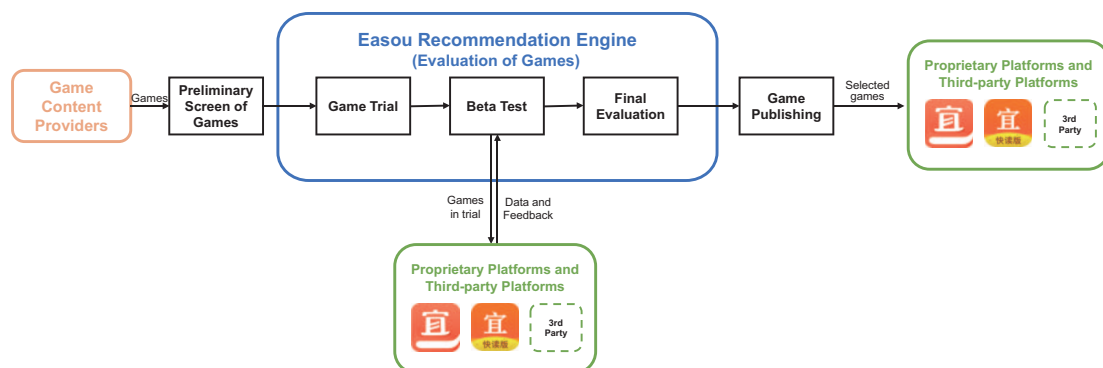 Easou Recommendation Engine
(Evaluation of Games)
Game
Content
Providers
Games
Preliminary
Screen of
Games
Game Trial
Beta Test
Final
Evaluation
Game
Publishing
Selected
games
Proprietary Platforms and
Third-party Platforms
宜
宜
快读版
3rd
Party
Games
in trial
Data and
Feedback
Proprietary Platforms and
Third-party Platforms
宜
宜
快读版
3rd
Party